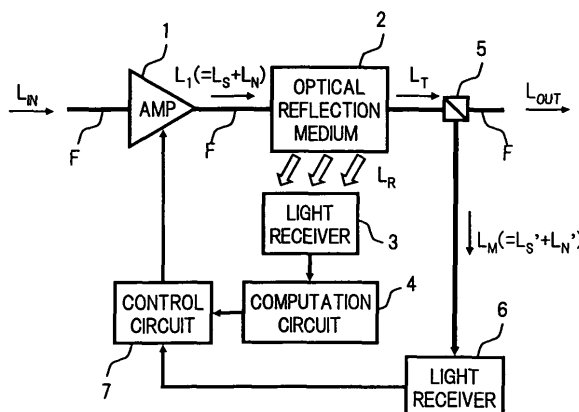 1
2
5
L_IN
L_1(=L_S+L_N)
L_T
L_OUT
AMP
OPTICAL
REFLECTION
MEDIUM
F
F
F
L_R
LIGHT
RECEIVER
3
L_M(=L_S'+L_N')
CONTROL
CIRCUIT
COMPUTATION
CIRCUIT
4
7
6
LIGHT
RECEIVER